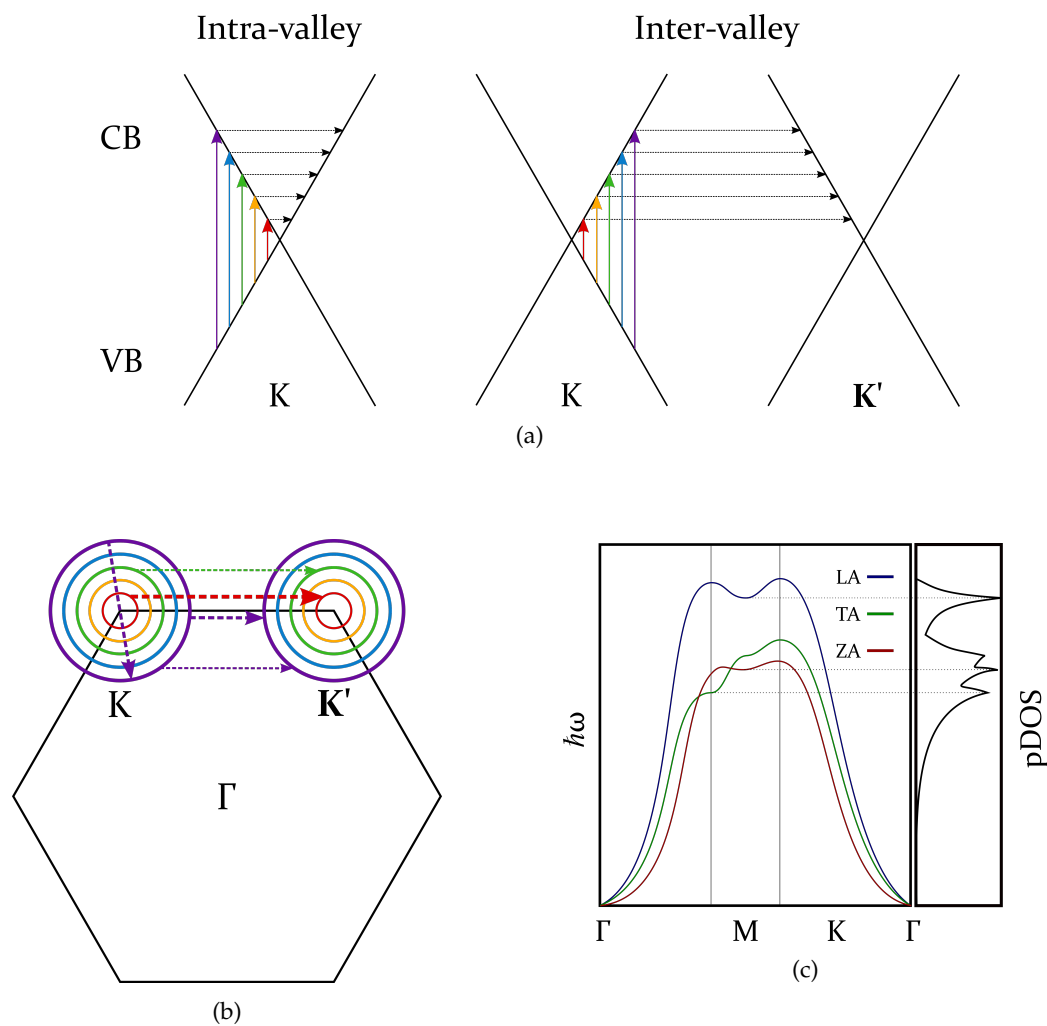 Intra-valley
Inter-valley
CB
VB
K
K
K'
(a)
K
K'
Γ
(b)
LA
TA
ZA
ħω
pDOS
Γ
M
K
Γ
(c)